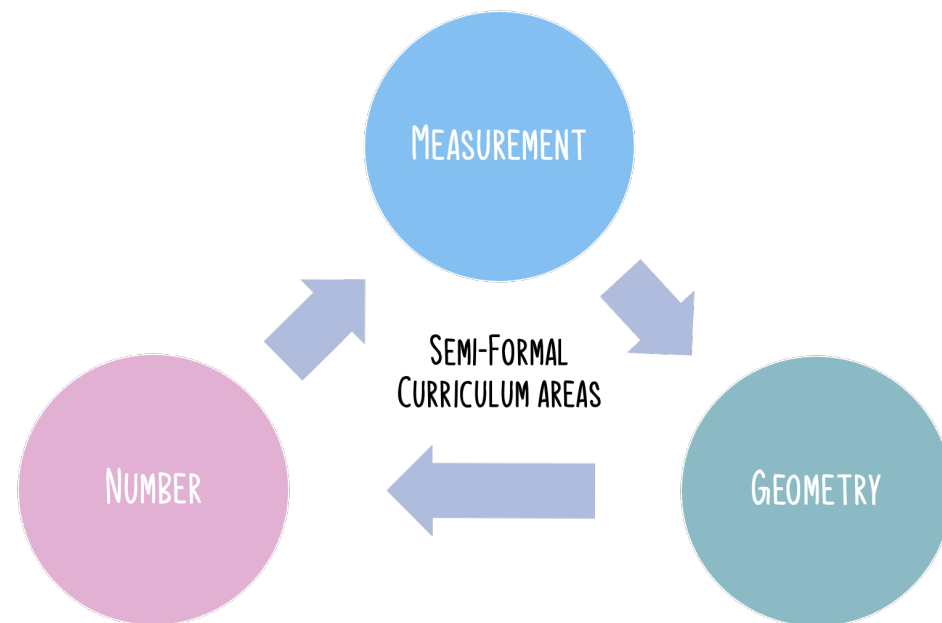 Measurement
Semi-Formal
Curriculum areas
Number
Geometry